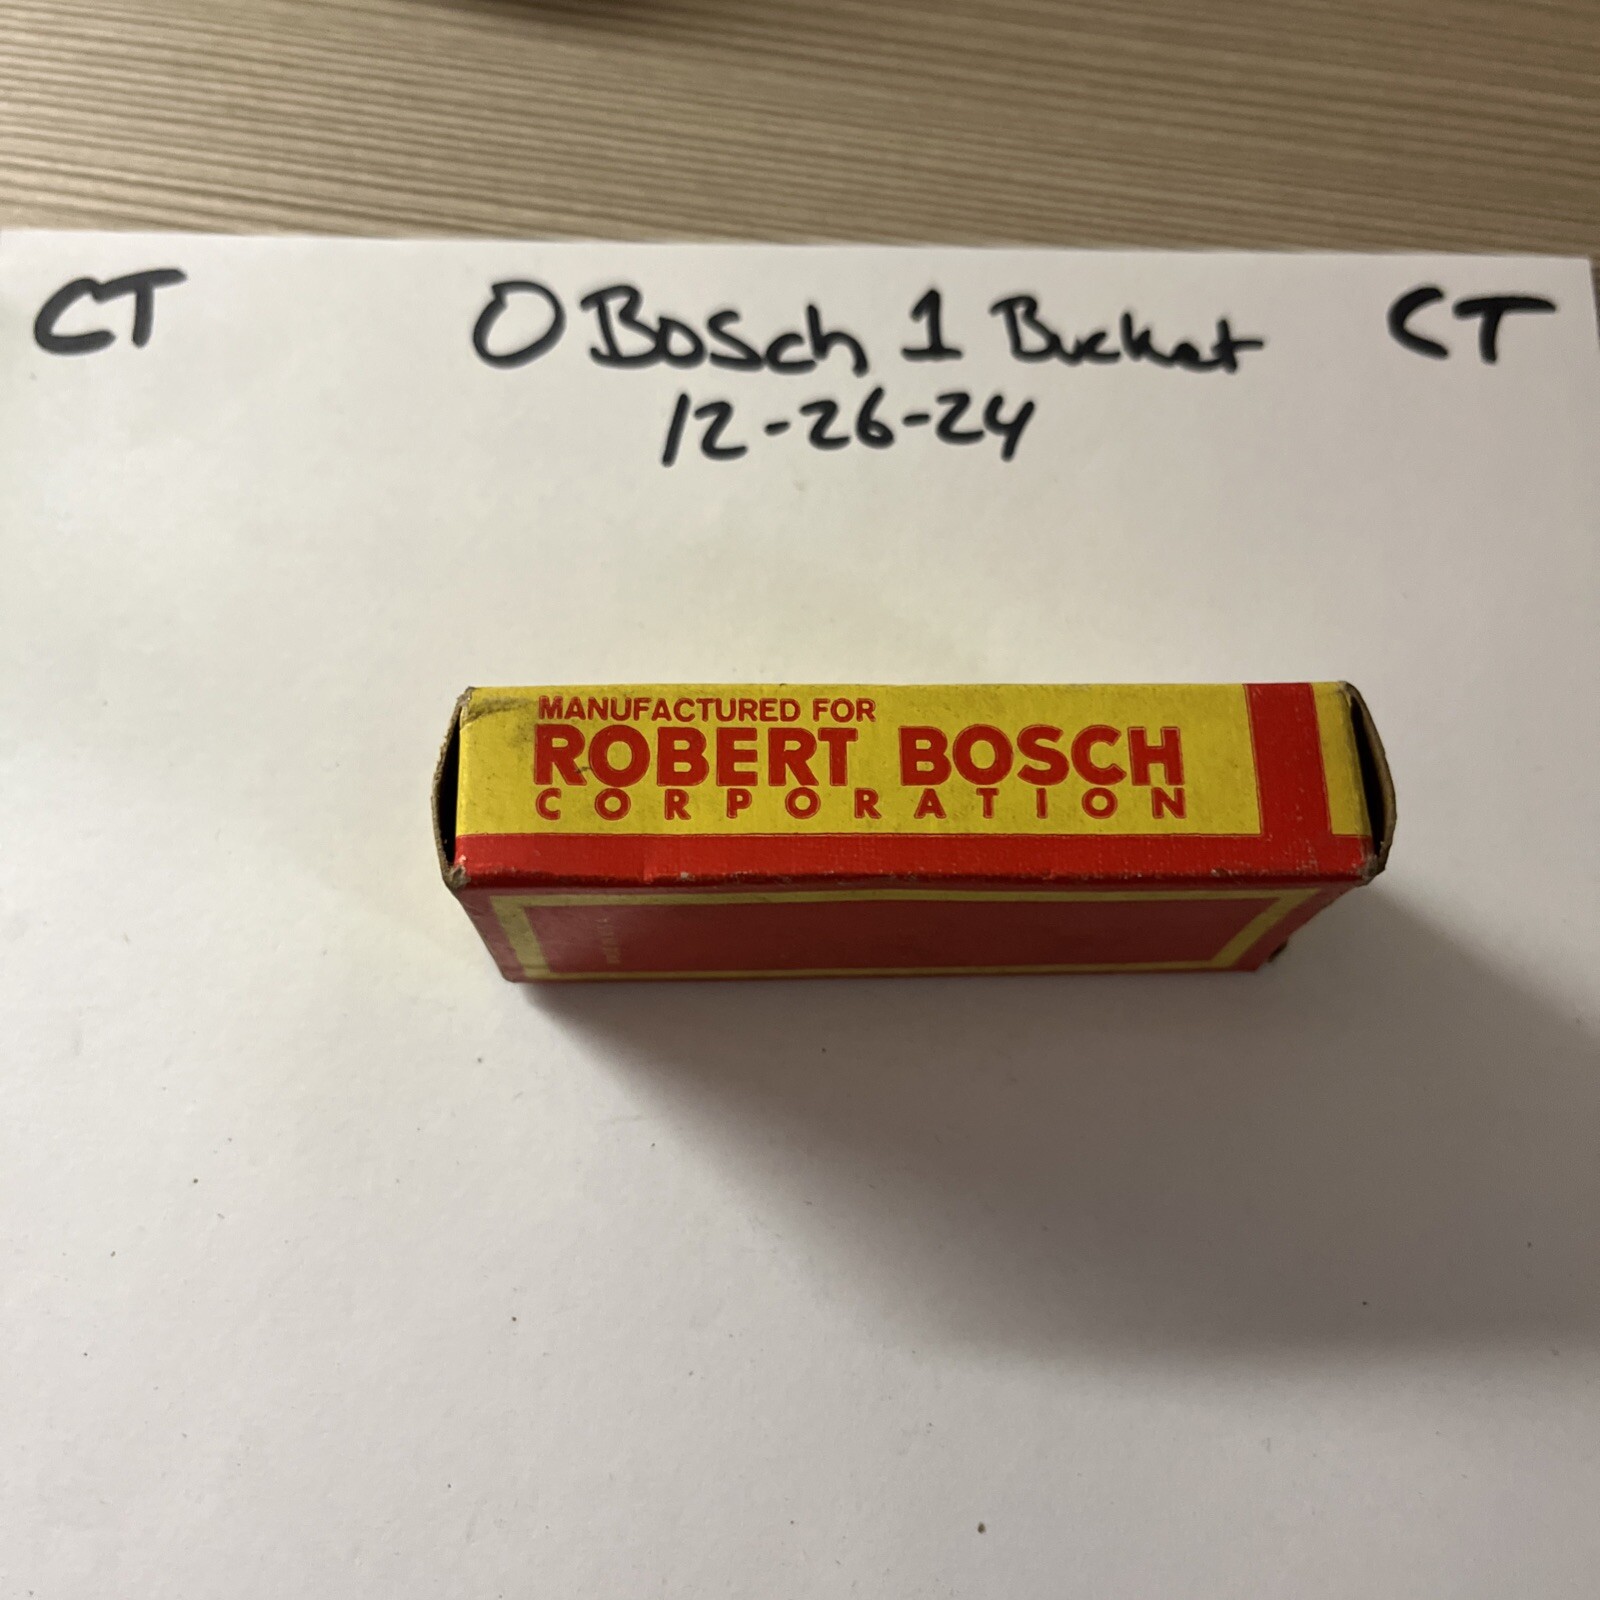 CT O Bosch 1 Bucket CT
12-26-24
MANUFACTURED FOR
ROBERT BOSCH
CORPORATION